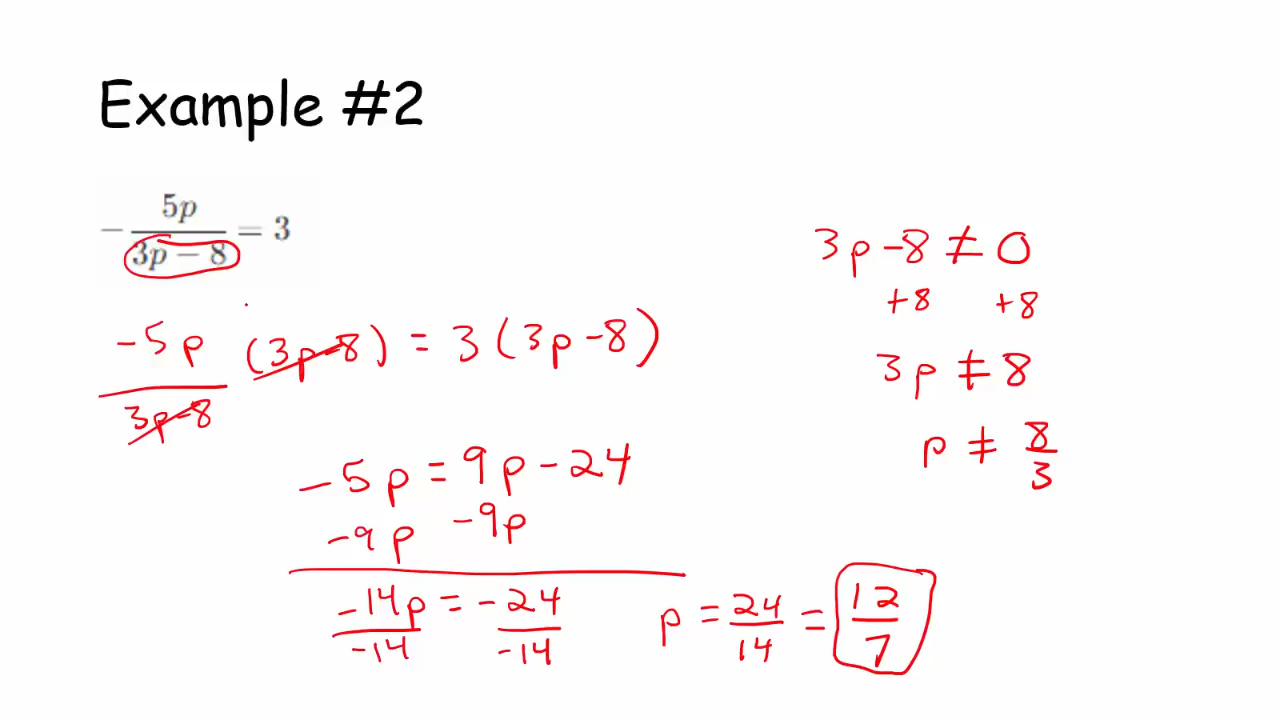 Example #2
- 5p/(3p - 8) = 3
-5p/(3p-8) (3p-8) = 3(3p-8)
-5p = 9p - 24
-9p -9p
-14p/-14 = -24/-14
p = 24/14 = 12/7
3p-8 ≠ 0
+8 +8
3p ≠ 8
p ≠ 8/3